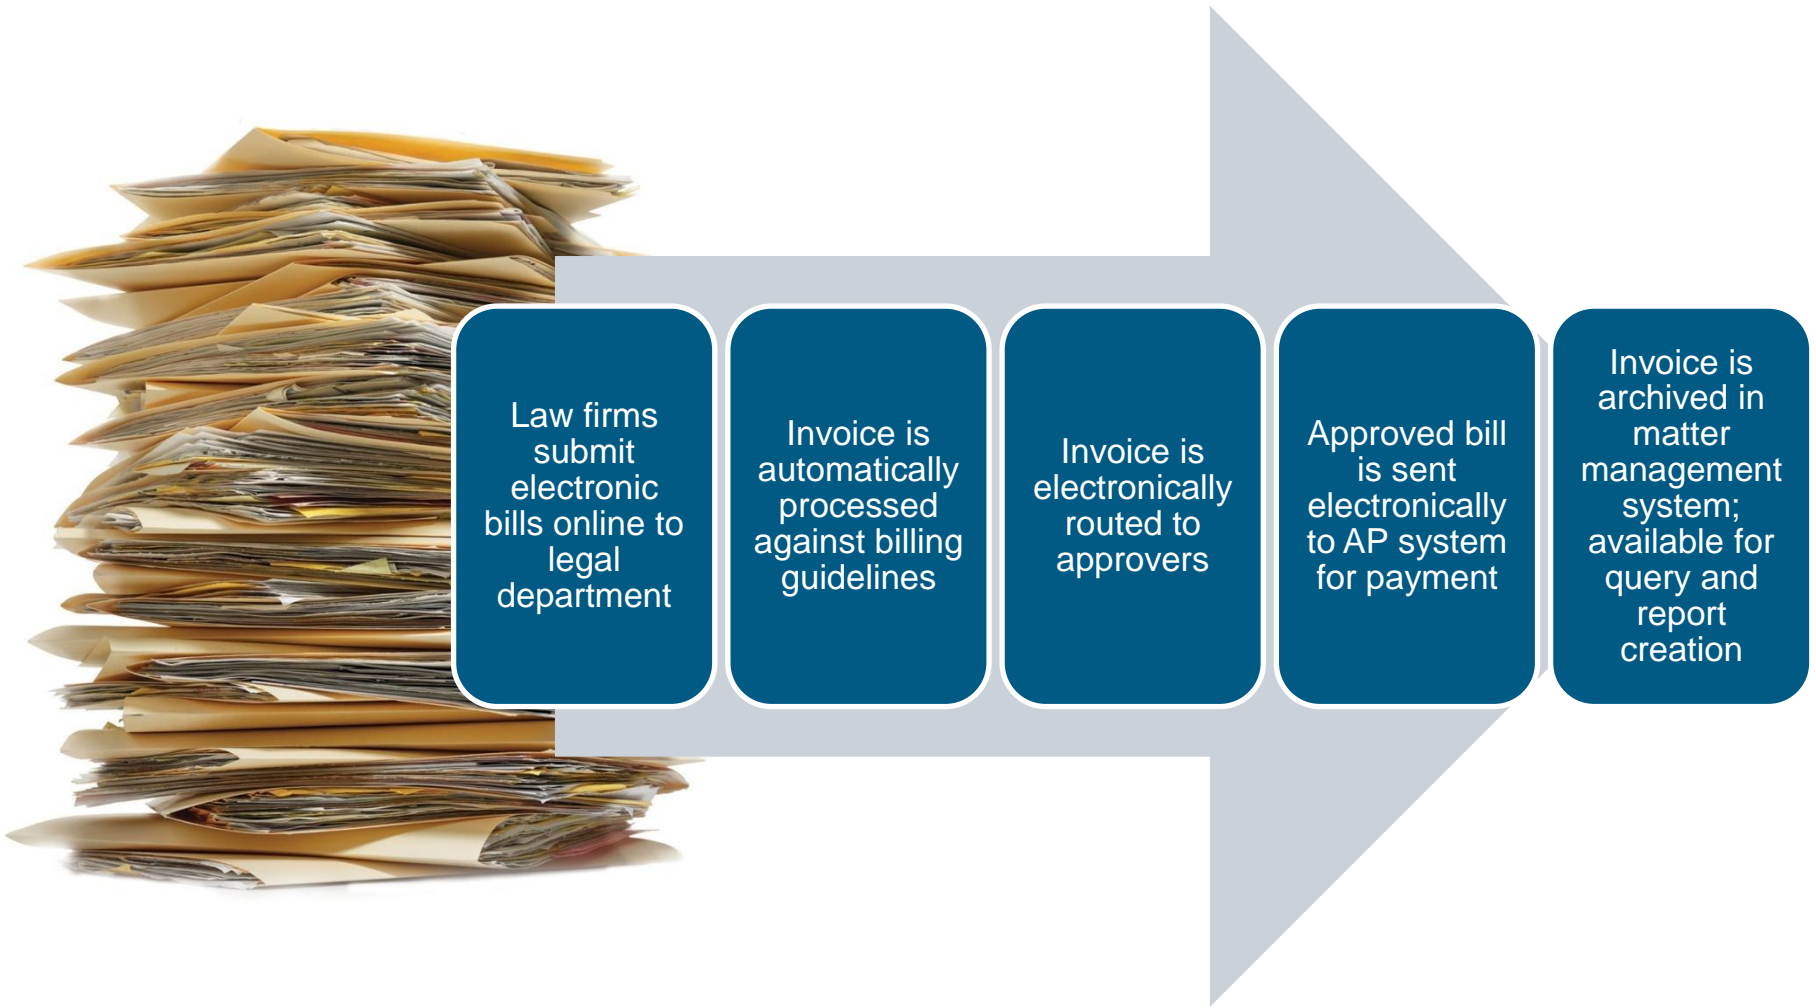 Law firms
submit
electronic
bills online to
legal
department
Invoice is
automatically
processed
against billing
guidelines
Invoice is
electronically
routed to
approvers
Approved bill
is sent
electronically
to AP system
for payment
Invoice is
archived in
matter
management
system;
available for
query and
report
creation